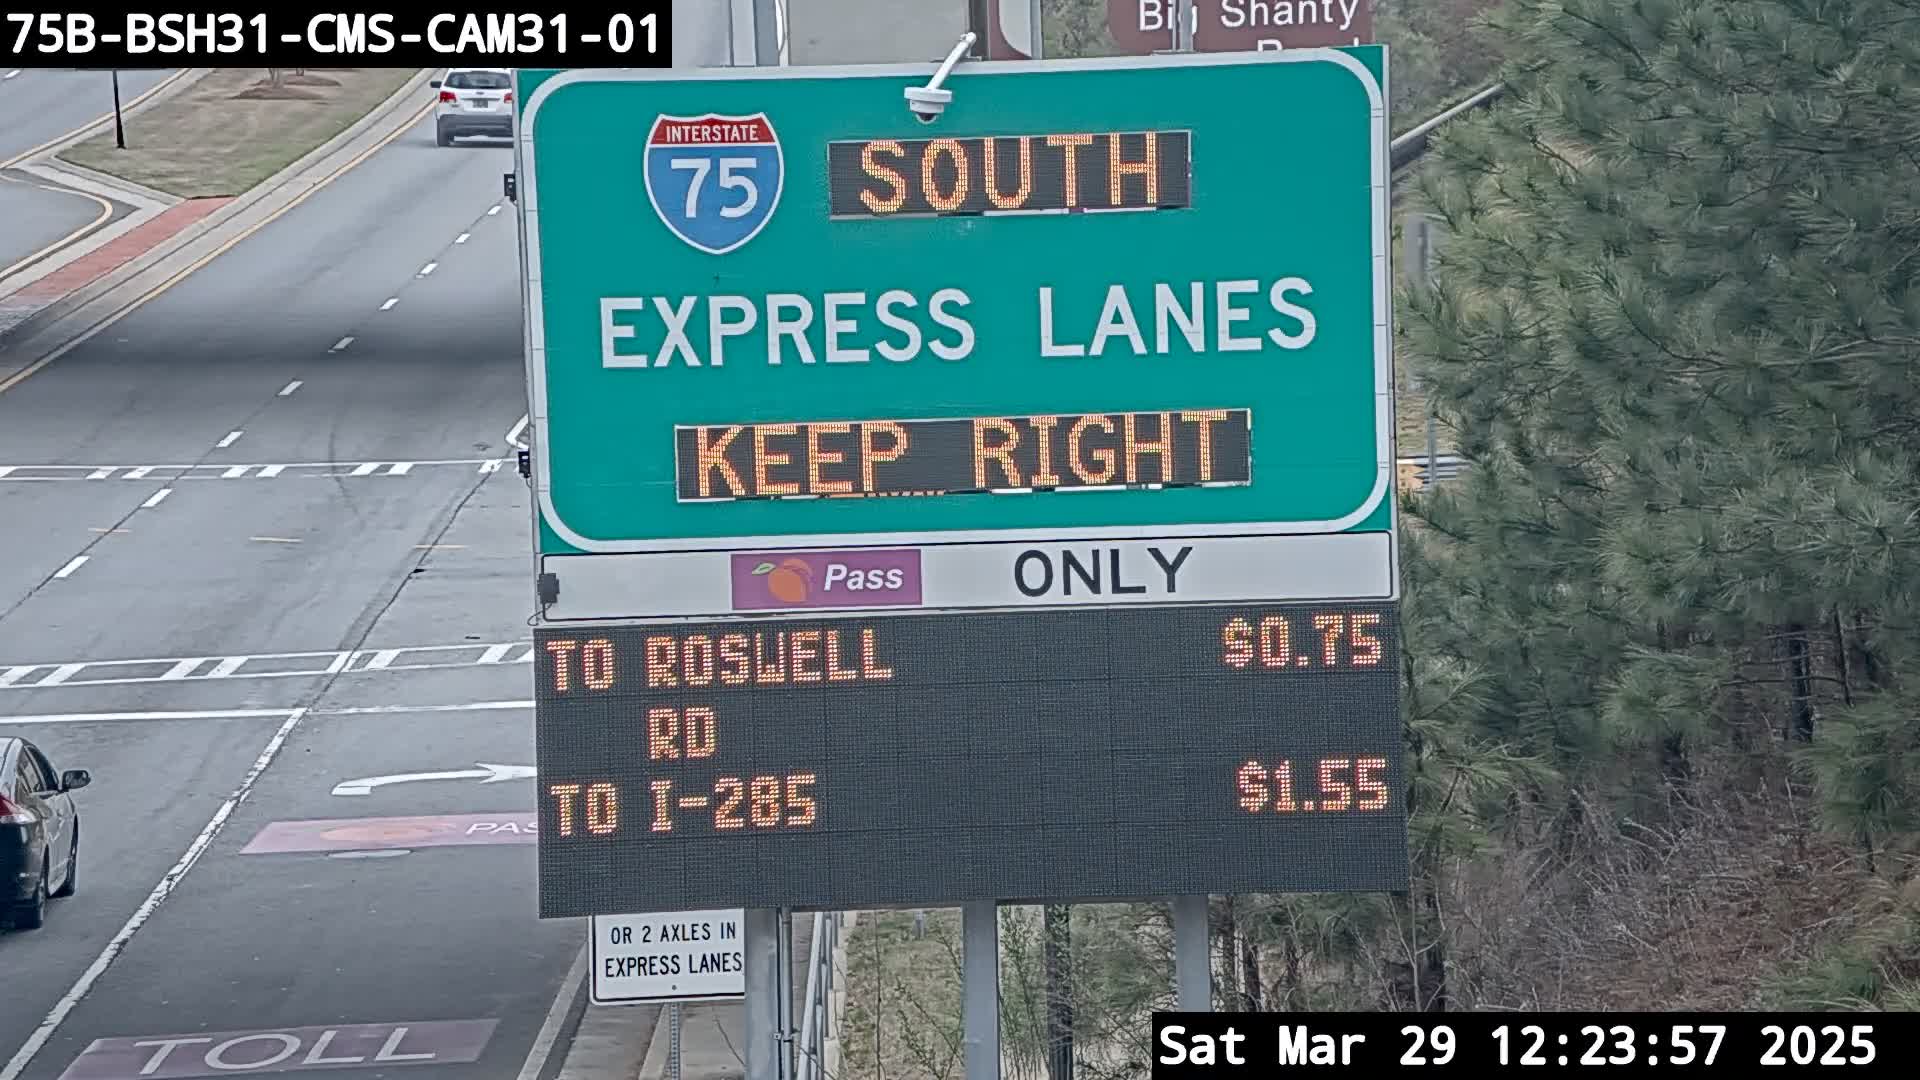 75B-BSH31-CMS-CAM31-01
Big Shanty
INTERSTATE
75
SOUTH
EXPRESS LANES
KEEP RIGHT
Pass ONLY
TO ROSWELL $0.75
RD
TO I-285 $1.55
OR 2 AXLES IN
EXPRESS LANES
TOLL
Sat Mar 29 12:23:57 2025